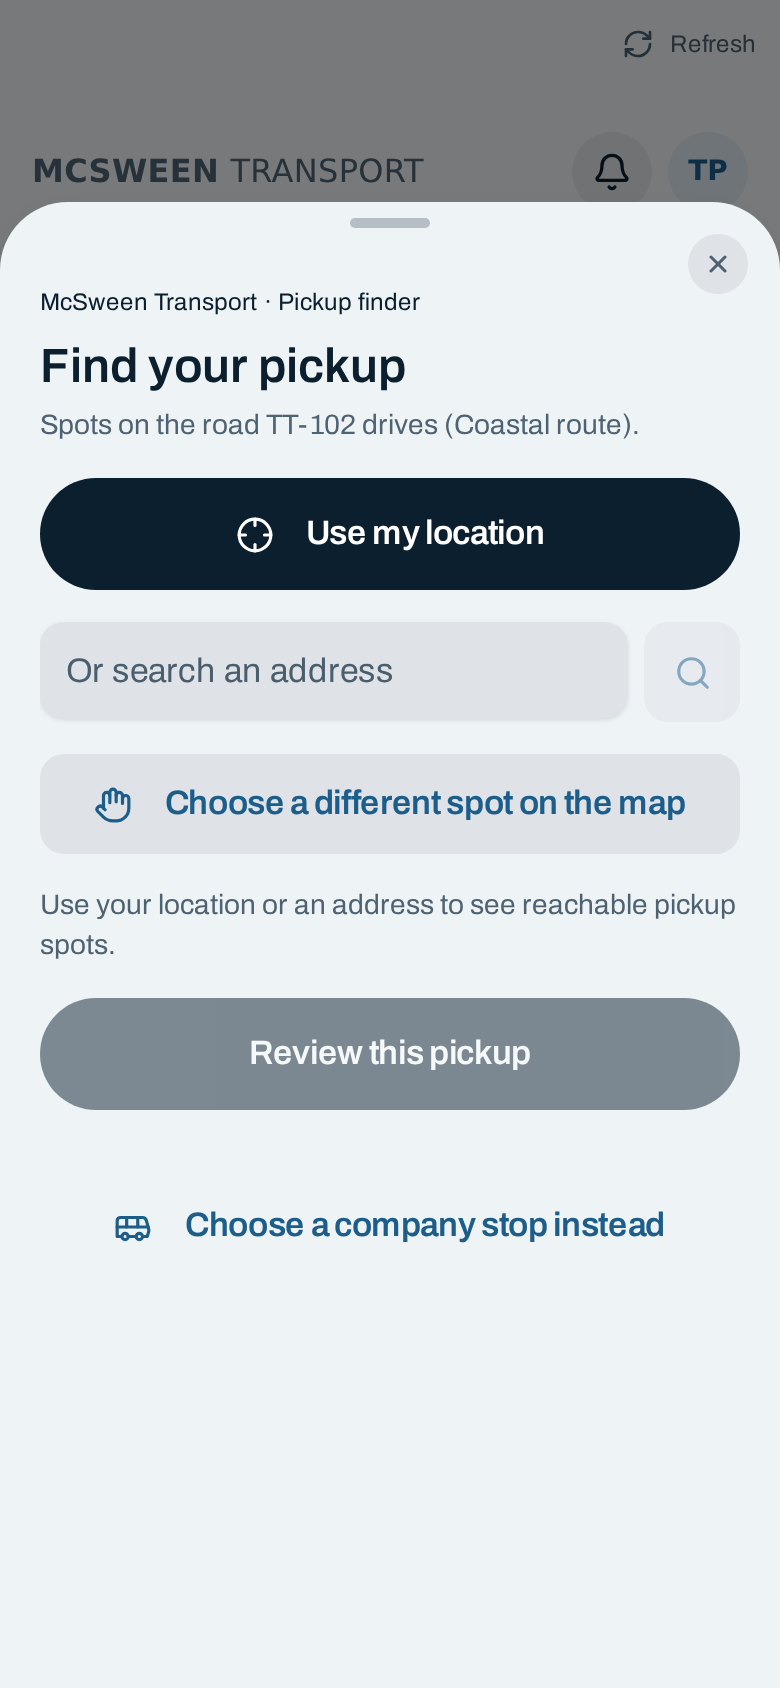 Refresh
MCSWEEN TRANSPORT
TP
McSween Transport · Pickup finder
Find your pickup
Spots on the road TT-102 drives (Coastal route).
Use my location
Or search an address
Choose a different spot on the map
Use your location or an address to see reachable pickup
spots.
Review this pickup
Choose a company stop instead